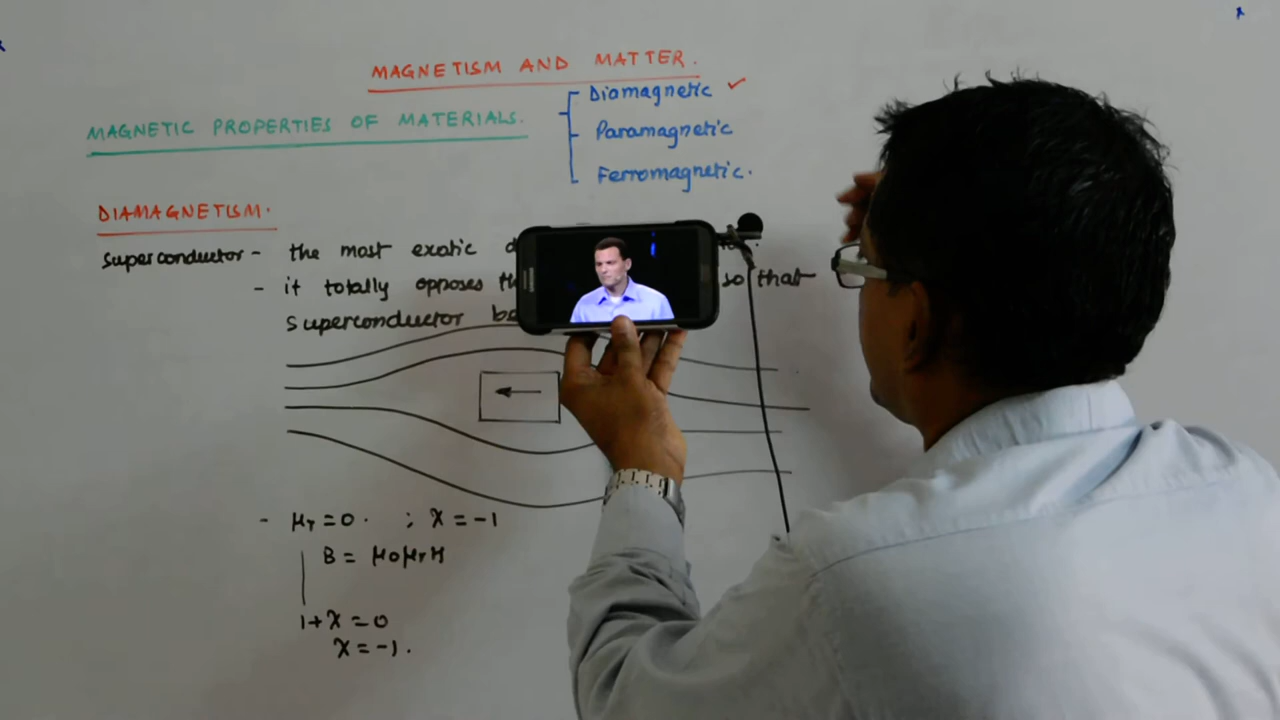 MAGNETISM AND MATTER.
MAGNETIC PROPERTIES OF MATERIALS.
Diamagnetic ✓
Paramagnetic
Ferromagnetic.
DIAMAGNETISM.
Superconductor - the most exotic
- it totally opposes so that
superconductor
- μr = 0. ; χ = -1
B = μ0μrH
1+χ = 0
χ = -1.